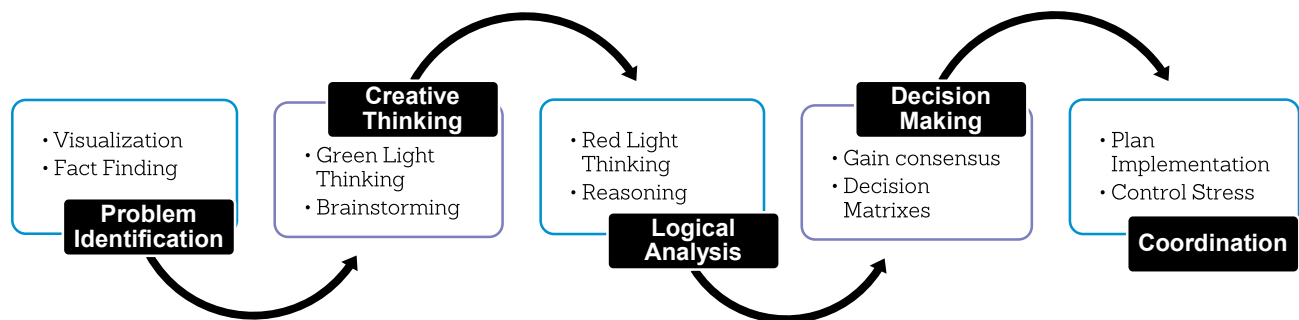 • Visualization
• Fact Finding
Problem
Identification
Creative
Thinking
• Green Light
Thinking
• Brainstorming
• Red Light
Thinking
• Reasoning
Logical
Analysis
Decision
Making
• Gain consensus
• Decision
Matrixes
• Plan
Implementation
• Control Stress
Coordination